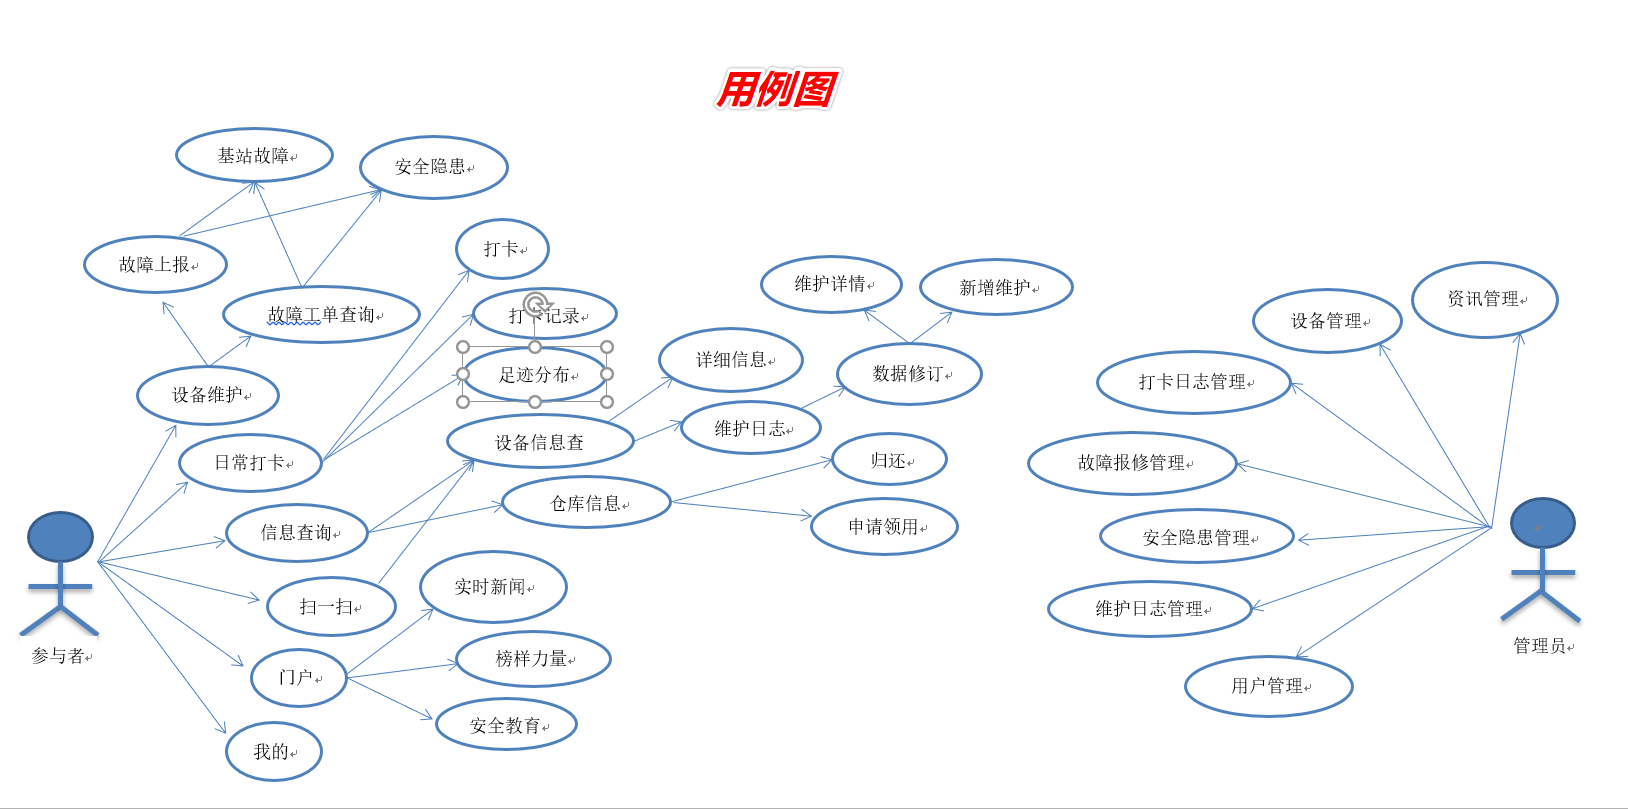 用例图
基站故障
安全隐患
故障上报
打卡
故障工单查询
打卡记录
足迹分布
设备维护
日常打卡
设备信息查
详细信息
维护日志
维护详情
新增维护
数据修订
归还
仓库信息
申请领用
信息查询
扫一扫
实时新闻
门户
榜样力量
安全教育
我的
参与者
资讯管理
设备管理
打卡日志管理
故障报修管理
安全隐患管理
维护日志管理
用户管理
管理员